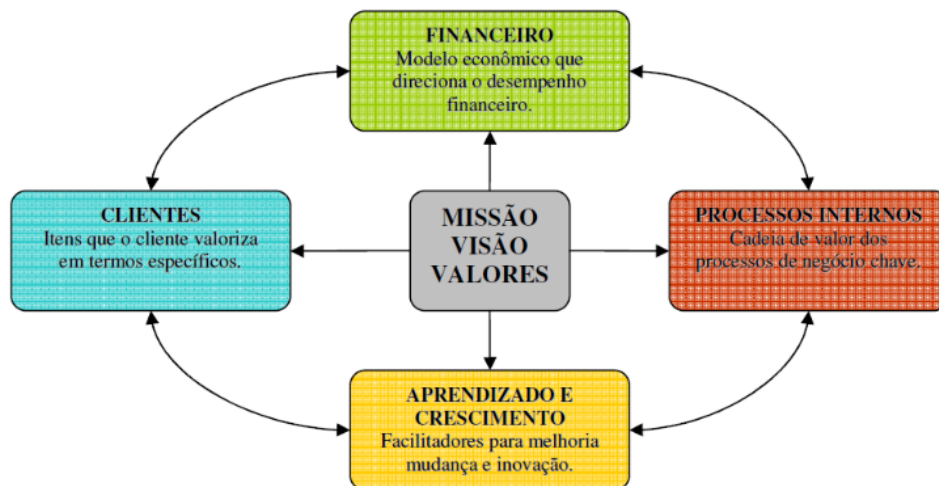 FINANCEIRO
Modelo econômico que
direciona o desempenho
financeiro.
CLIENTES
Itens que o cliente valoriza
em termos específicos.
MISSÃO
VISÃO
VALORES
PROCESSOS INTERNOS
Cadeia de valor dos
processos de negócio chave.
APRENDIZADO E
CRESCIMENTO
Facilitadores para melhoria
mudança e inovação.